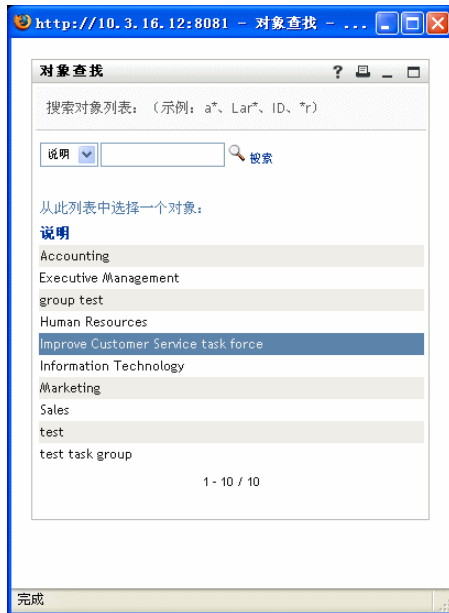 http://10.3.16.12:8081 - 对象查找 - ...
对象查找
搜索对象列表：（示例：a*、Lar*、ID、*r）
说明
搜索
从此列表中选择一个对象：
说明
Accounting
Executive Management
group test
Human Resources
Improve Customer Service task force
Information Technology
Marketing
Sales
test
test task group
1 - 10 / 10
完成